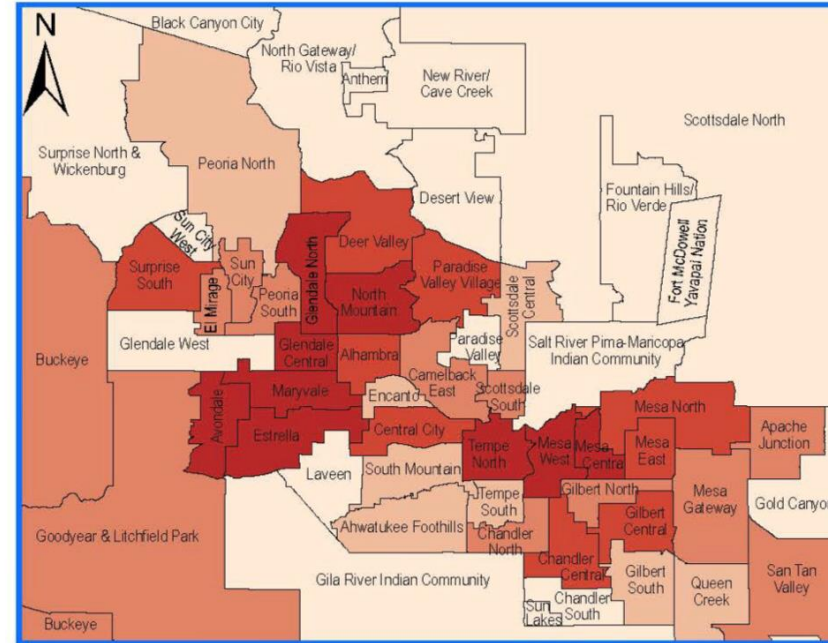 N
Black Canyon City
North Gateway/
Rio Vista
Anthem
New River/
Cave Creek
Scottsdale North
Surprise North &
Wickenburg
Peoria North
Desert View
Fountain Hills/
Rio Verde
Fort McDowell
Yavapai Nation
Sun City
West
Surprise
South
El Mirage
Sun
City
Peoria
South
Glendale North
Deer Valley
North
Mountain
Paradise
Valley Village
Scottsdale
Central
Paradise
Valley
Salt River Pima-Maricopa
Indian Community
Buckeye
Glendale West
Glendale
Central
Alhambra
Camelback
East
Scottsdale
South
Avondale
Maryvale
Encanto
Estrella
Central City
Tempe
North
Mesa
West
Mesa
Central
Mesa North
Mesa
East
Apache
Junction
Laveen
South Mountain
Tempe
South
Gilbert North
Mesa
Gateway
Gold Canyon
Goodyear & Litchfield Park
Ahwatukee Foothills
Chandler
North
Gilbert
Central
Chandler
Central
Gilbert
South
Queen
Creek
San Tan
Valley
Gila River Indian Community
Sun
Lakes
Chandler
South
Buckeye